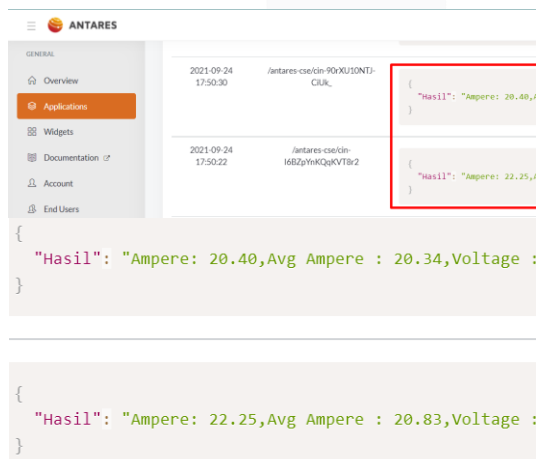 ANTARES
GENERAL
Overview
Applications
Widgets
Documentation
Account
End Users
2021-09-24
17:50:30
/antares-cse/cin-90rXU10NTJ-
CiUk_
{
"Hasil": "Ampere: 20.40,A
}
2021-09-24
17:50:22
/antares-cse/cin-
I6BZpYnKQqKVT8r2
{
"Hasil": "Ampere: 22.25,A
}
{
"Hasil": "Ampere: 20.40,Avg Ampere : 20.34,Voltage :
}
{
"Hasil": "Ampere: 22.25,Avg Ampere : 20.83,Voltage :
}